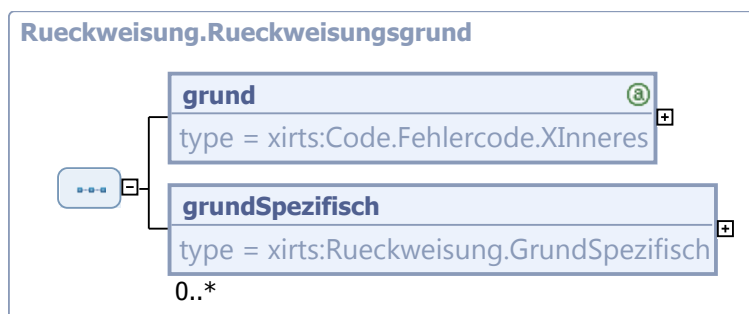 Rueckweisung.Rueckweisungsgrund
grund
type = xirts:Code.Fehlercode.XInneres
grundSpezifisch
type = xirts:Rueckweisung.GrundSpezifisch
0..*